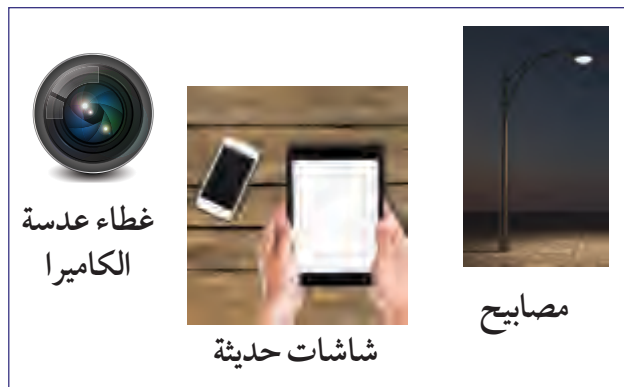 مصابيح
شاشات حديثة
غطاء عدسة
الكاميرا